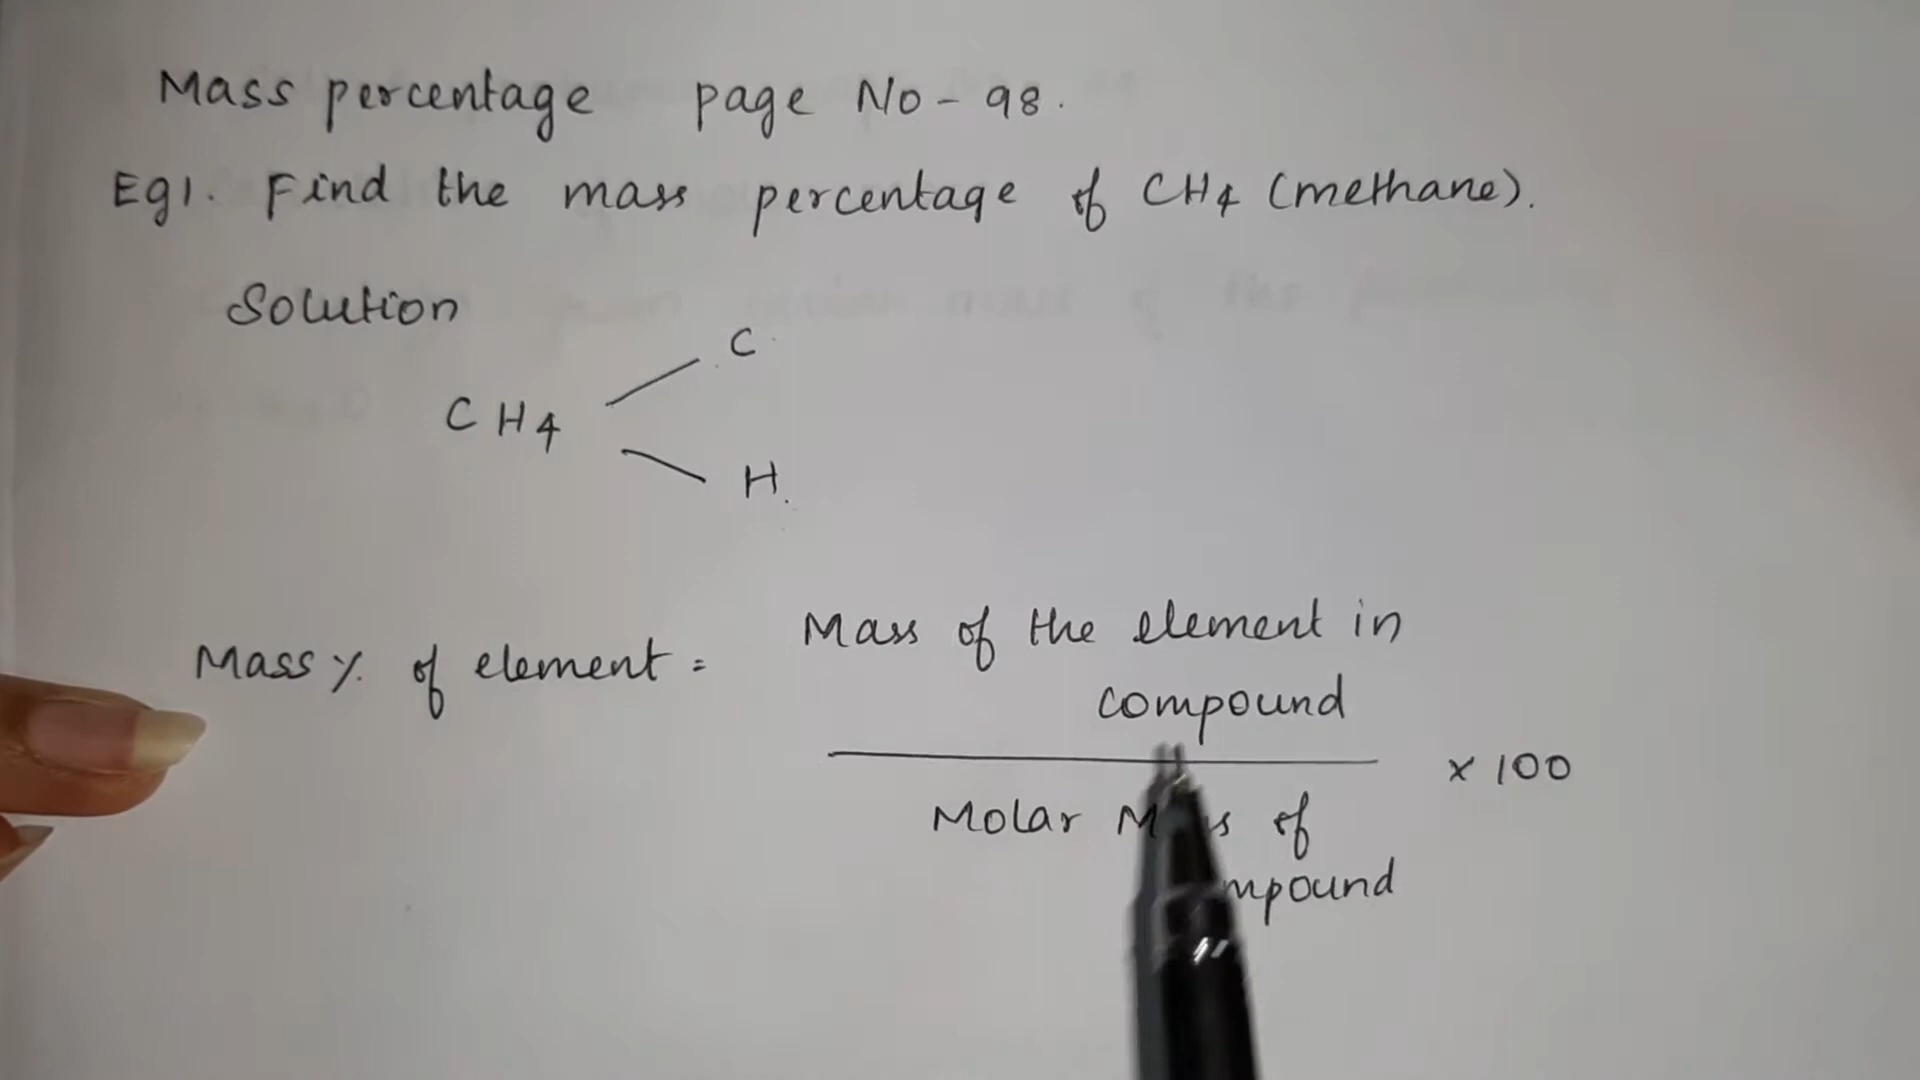 Mass percentage page No - 98.
Eg1. Find the mass percentage of CH4 (methane).
Solution
C
CH4
H.
Mass of the element in
Mass % of element =
compound
x 100
Molar of